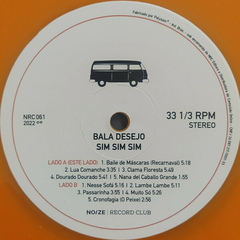 NRC 061
2022
33 1/3 RPM
STEREO
BALA DESEJO
SIM SIM SIM
LADO A (ESTE LADO) 1. Baile de Máscaras (Recarnaval) 5:18
2. Lua Comanche 3:35 / 3. Clama Floresta 5:49
4. Dourado Dourado 4:41 | 5. Nana del Caballo Grande 1:55
LADO B 1. Nesse Sofá 5:16 | 2. Lambe Lambe 5:11
3. Passarinha 3:55 / 4. Muito Só 5:26
5. Cronofagia (O Peixe) 2:56
NOIZE | RECORD CLUB